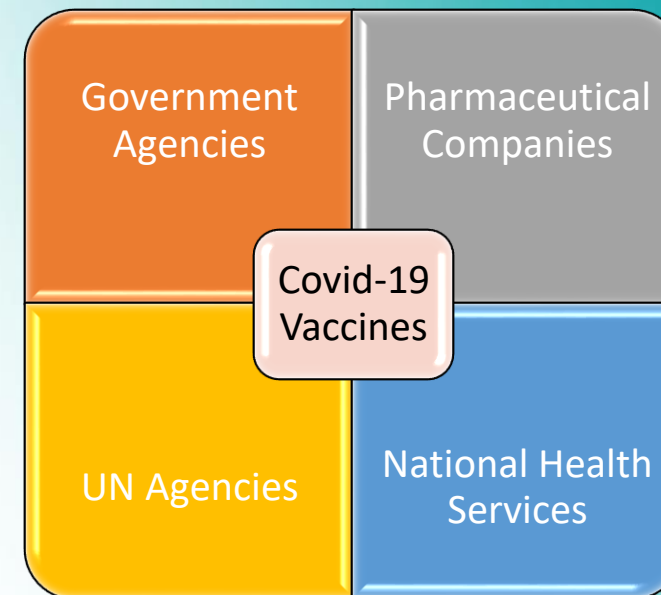 Government
Agencies
Pharmaceutical
Companies
Covid-19
Vaccines
UN Agencies
National Health
Services